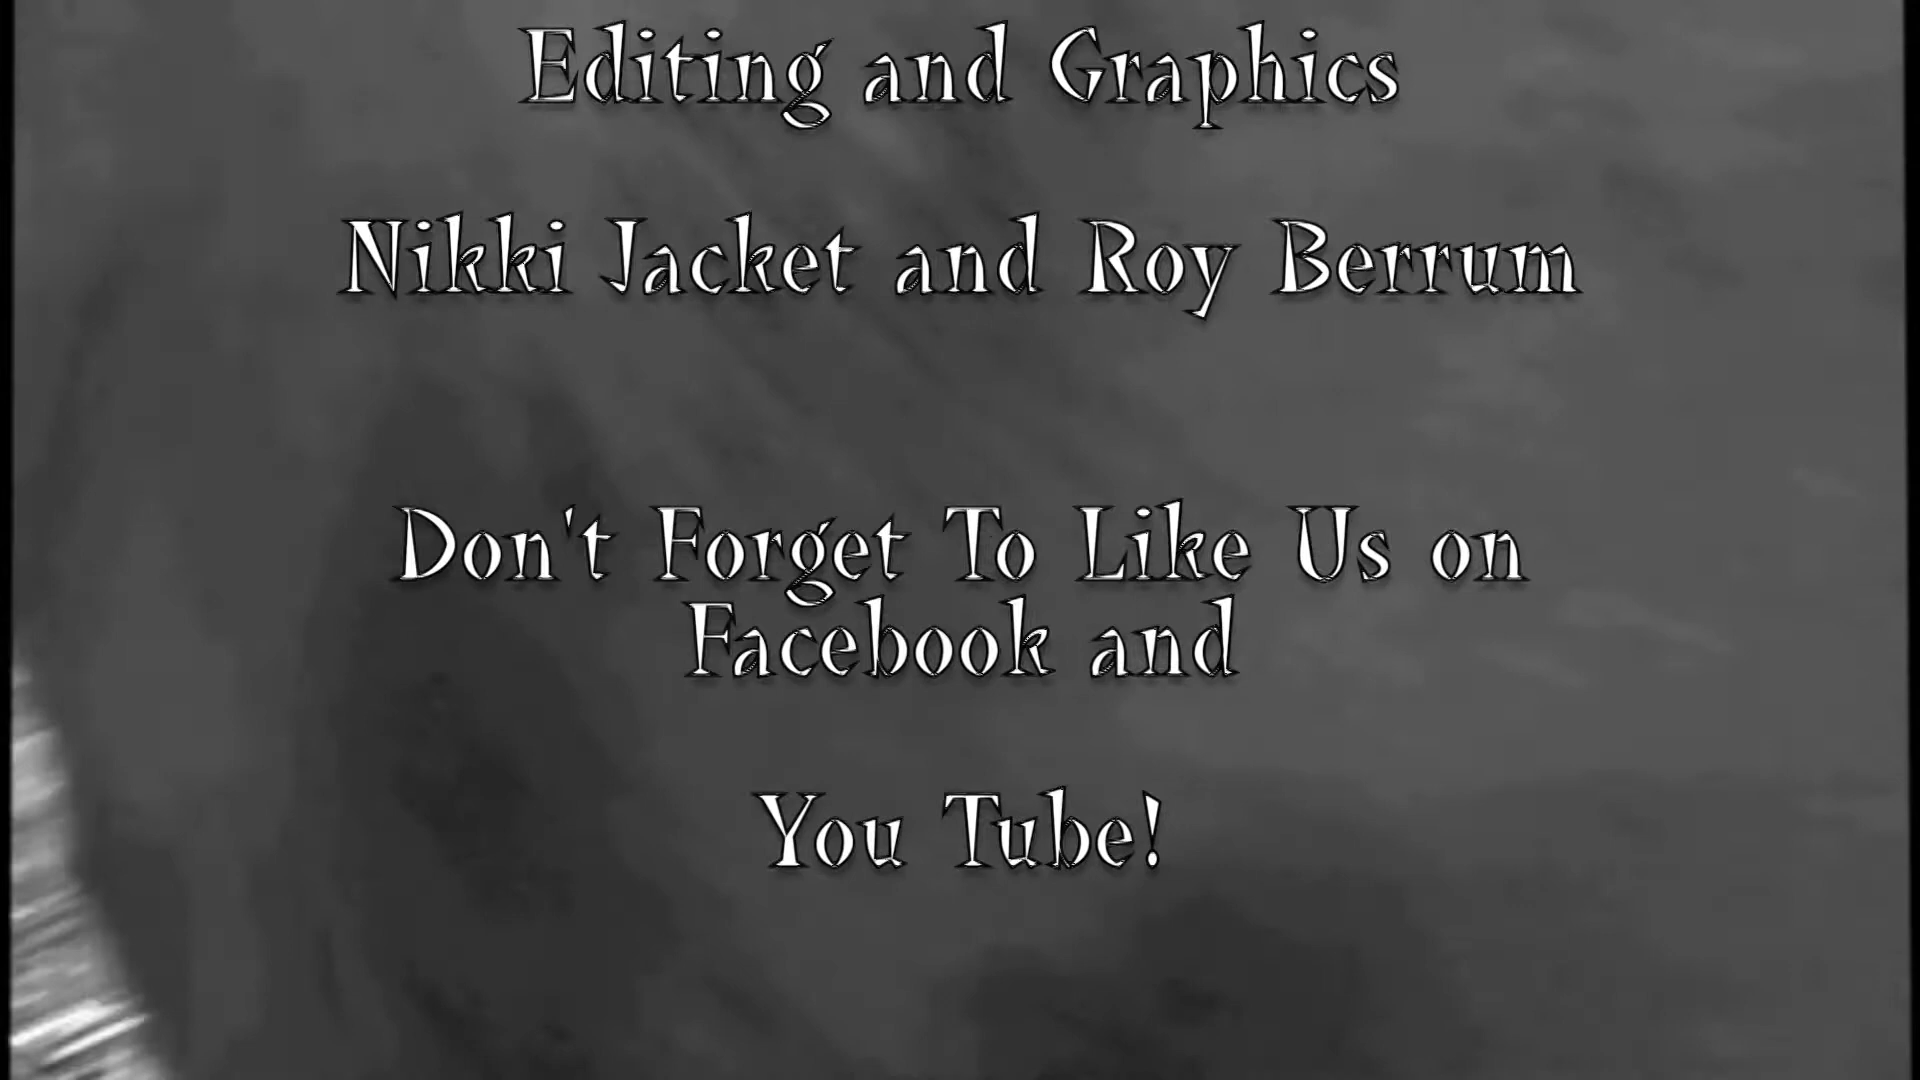 Editing and Graphics
Nikki Jacket and Roy Berrum
Don't Forget To Like Us on
Facebook and
You Tube!